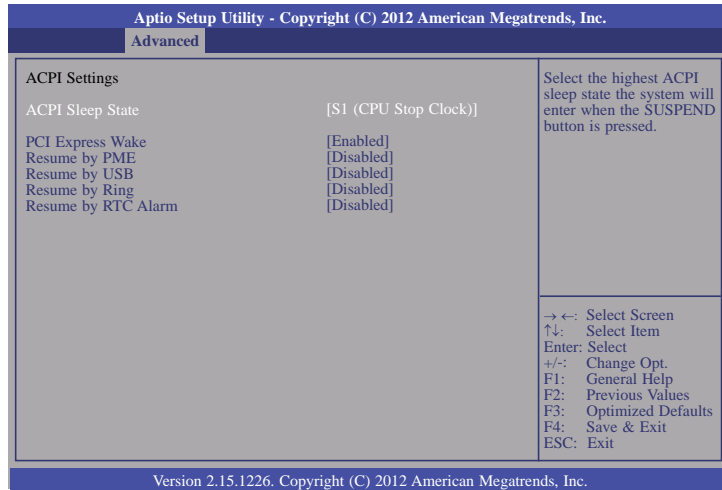 Aptio Setup Utility - Copyright (C) 2012 American Megatrends, Inc.
Advanced
ACPI Settings
ACPI Sleep State [S1 (CPU Stop Clock)]
PCI Express Wake [Enabled]
Resume by PME [Disabled]
Resume by USB [Disabled]
Resume by Ring [Disabled]
Resume by RTC Alarm [Disabled]
Select the highest ACPI
sleep state the system will
enter when the SUSPEND
button is pressed.
→ ←: Select Screen
↑↓: Select Item
Enter: Select
+/-: Change Opt.
F1: General Help
F2: Previous Values
F3: Optimized Defaults
F4: Save & Exit
ESC: Exit
Version 2.15.1226. Copyright (C) 2012 American Megatrends, Inc.